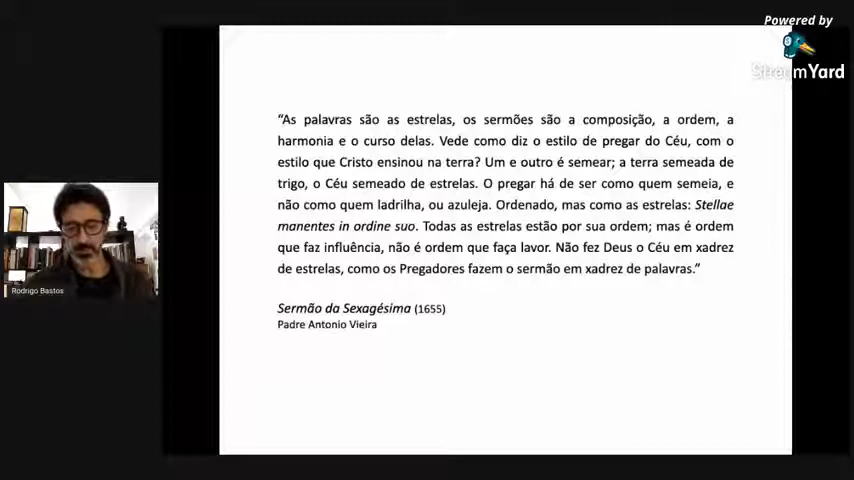 Powered by
StreamYard
“As palavras são as estrelas, os sermões são a composição, a ordem, a
harmonia e o curso delas. Vede como diz o estilo de pregar do Céu, com o
estilo que Cristo ensinou na terra? Um e outro é semear; a terra semeada de
trigo, o Céu semeado de estrelas. O pregar há de ser como quem semeia, e
não como quem ladrilha, ou azuleja. Ordenado, mas como as estrelas: Stellae
manentes in ordine suo. Todas as estrelas estão por sua ordem; mas é ordem
que faz influência, não é ordem que faça lavor. Não fez Deus o Céu em xadrez
de estrelas, como os Pregadores fazem o sermão em xadrez de palavras.”
Sermão da Sexagésima (1655)
Padre Antonio Vieira
Rodrigo Bastos